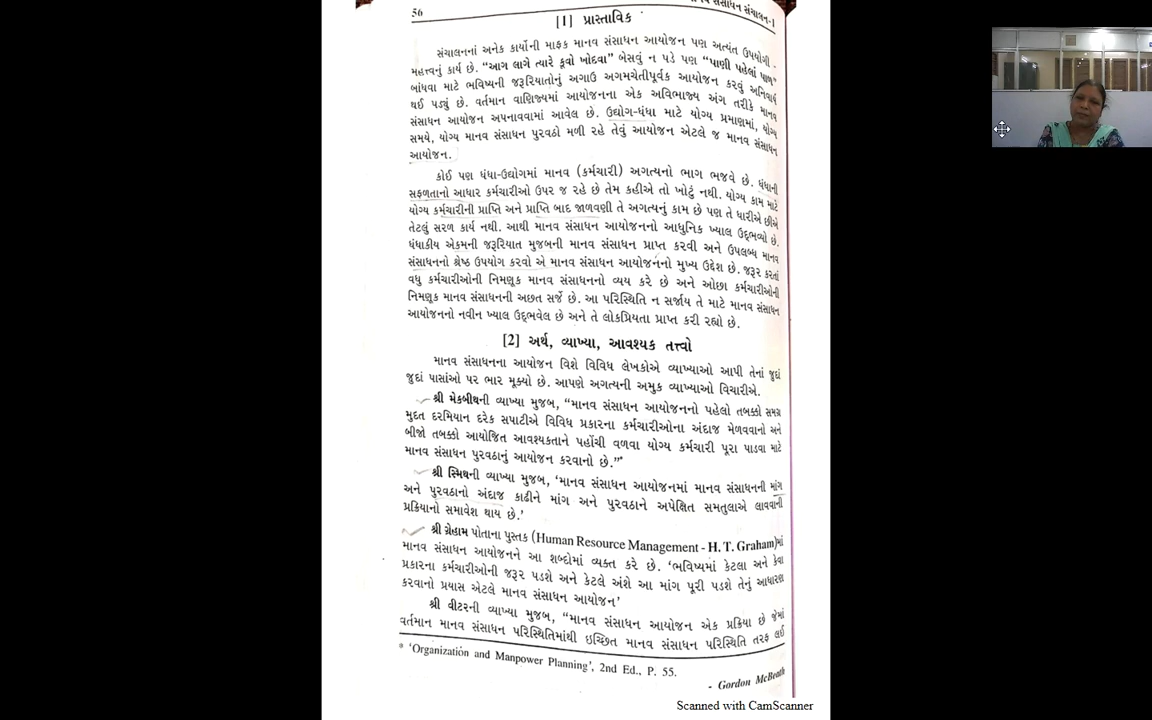 56
સંસાધન સંચાલન-1
[1] પ્રાસ્તાવિક
સંચાલનનાં અનેક કાર્યોની માફક માનવ સંસાધન આયોજન પણ અત્યંત ઉપયોગી -
મહત્ત્વનું કાર્ય છે. “આગ લાગે ત્યારે કૂવો ખોદવા” બેસવું ન પડે પણ “પાણી પહેલાં પાળ”
બાંધવા માટે ભવિષ્યની જરૂરિયાતોનું અગાઉ અગમચેતીપૂર્વક આયોજન કરવું અનિવાર્ય
થઈ પડ્યું છે. વર્તમાન વાણિજ્યમાં આયોજનના એક અવિભાજ્ય અંગ તરીકે માનવ
સંસાધન આયોજન અપનાવવામાં આવેલ છે. ઉદ્યોગ-ધંધા માટે યોગ્ય પ્રમાણમાં, યોગ્ય
સમયે, યોગ્ય માનવ સંસાધન પુરવઠો મળી રહે તેવું આયોજન એટલે જ માનવ સંસાધન
આયોજન.
કોઈ પણ ધંધા-ઉદ્યોગમાં માનવ (કર્મચારી) અગત્યનો ભાગ ભજવે છે. ધંધાની
સફળતાનો આધાર કર્મચારીઓ ઉપર જ રહે છે તેમ કહીએ તો ખોટું નથી. યોગ્ય કામ માટે
યોગ્ય કર્મચારીની પ્રાપ્તિ અને પ્રાપ્તિ બાદ જાળવણી તે અગત્યનું કામ છે પણ તે ધારીએ છીએ
તેટલું સરળ કાર્ય નથી. આથી માનવ સંસાધન આયોજનનો આધુનિક ખ્યાલ ઉદ્‌ભવ્યો છે.
ધંધાકીય એકમની જરૂરિયાત મુજબની માનવ સંસાધન પ્રાપ્ત કરવી અને ઉપલબ્ધ માનવ
સંસાધનનો શ્રેષ્ઠ ઉપયોગ કરવો એ માનવ સંસાધન આયોજનનો મુખ્ય ઉદ્દેશ છે. જરૂર કરતાં
વધુ કર્મચારીઓની નિમણૂક માનવ સંસાધનનો વ્યય કરે છે અને ઓછા કર્મચારીઓની
નિમણૂક માનવ સંસાધનની અછત સર્જે છે. આ પરિસ્થિતિ ન સર્જાય તે માટે માનવ સંસાધન
આયોજનનો નવીન ખ્યાલ ઉદ્‌ભવેલ છે અને તે લોકપ્રિયતા પ્રાપ્ત કરી રહ્યો છે.
[2] અર્થ, વ્યાખ્યા, આવશ્યક તત્ત્વો
માનવ સંસાધનના આયોજન વિશે વિવિધ લેખકોએ વ્યાખ્યાઓ આપી તેનાં જુદાં
જુદાં પાસાંઓ પર ભાર મૂક્યો છે. આપણે અગત્યની અમુક વ્યાખ્યાઓ વિચારીએ.
શ્રી મેકબીથની વ્યાખ્યા મુજબ, “માનવ સંસાધન આયોજનનો પહેલો તબક્કો સમગ્ર
મુદત દરમિયાન દરેક સપાટીએ વિવિધ પ્રકારના કર્મચારીઓના અંદાજ મેળવવાનો અને
બીજો તબક્કો આયોજિત આવશ્યકતાને પહોંચી વળવા યોગ્ય કર્મચારી પૂરા પાડવા માટે
માનવ સંસાધન પુરવઠાનું આયોજન કરવાનો છે.”*
શ્રી સ્મિથની વ્યાખ્યા મુજબ, ‘માનવ સંસાધન આયોજનમાં માનવ સંસાધનની માંગ
અને પુરવઠાનો અંદાજ કાઢીને માંગ અને પુરવઠાને અપેક્ષિત સમતુલાએ લાવવાની
પ્રક્રિયાનો સમાવેશ થાય છે.’
શ્રી ગ્રેહામ પોતાના પુસ્તક (Human Resource Management - H. T. Graham)માં
માનવ સંસાધન આયોજનને આ શબ્દોમાં વ્યક્ત કરે છે. ‘ભવિષ્યમાં કેટલા અને કેવા
પ્રકારના કર્મચારીઓની જરૂર પડશે અને કેટલે અંશે આ માંગ પૂરી પડશે તેનું આધારણ
કરવાનો પ્રયાસ એટલે માનવ સંસાધન આયોજન’
શ્રી વીટરની વ્યાખ્યા મુજબ, “માનવ સંસાધન આયોજન એક પ્રક્રિયા છે જેમાં
વર્તમાન માનવ સંસાધન પરિસ્થિતિમાંથી ઇચ્છિત માનવ સંસાધન પરિસ્થિતિ તરફ લઈ
* ‘Organization and Manpower Planning’, 2nd Ed., P. 55.
- Gordon McBeath
Scanned with CamScanner